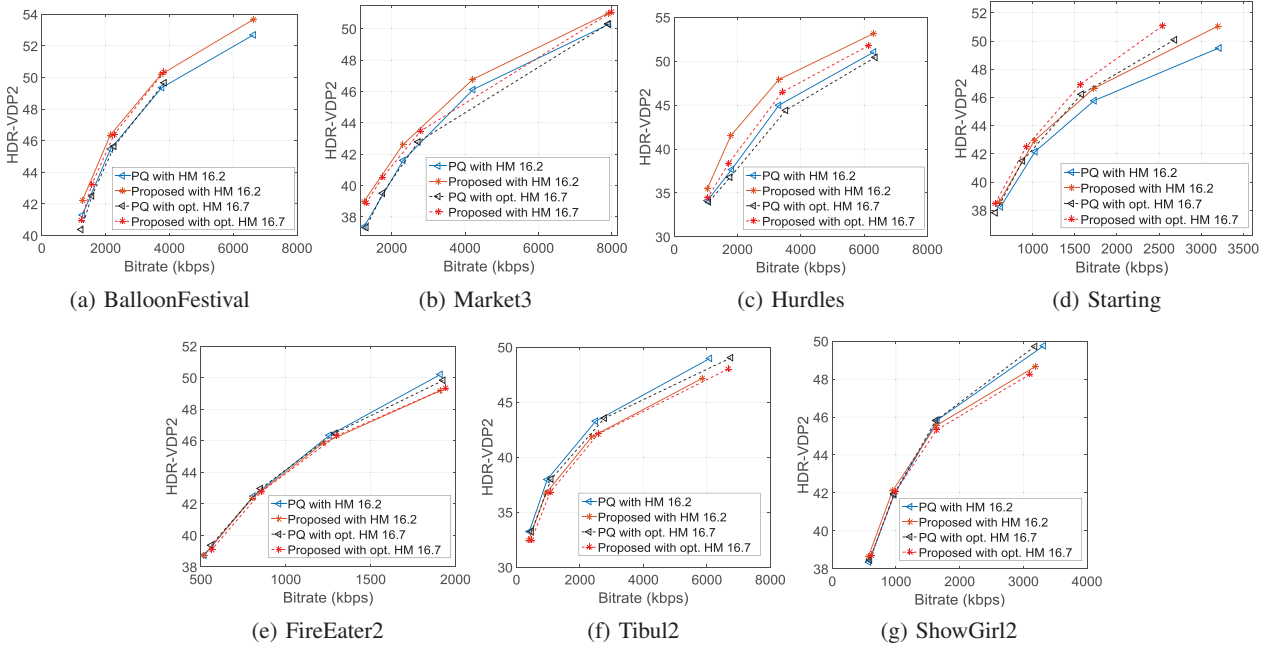 54
52
50
48
46
44
42
40
0
2000
4000
6000
8000
HDR-VDP2
Bitrate (kbps)
PQ with HM 16.2
Proposed with HM 16.2
PQ with opt. HM 16.7
Proposed with opt. HM 16.7
(a) BalloonFestival
50
48
46
44
42
40
38
2000
4000
6000
8000
HDR-VDP2
Bitrate (kbps)
PQ with HM 16.2
Proposed with HM 16.2
PQ with opt. HM 16.7
Proposed with opt. HM 16.7
(b) Market3
55
50
45
40
35
30
0
2000
4000
6000
8000
HDR-VDP2
Bitrate (kbps)
PQ with HM 16.2
Proposed with HM 16.2
PQ with opt. HM 16.7
Proposed with opt. HM 16.7
(c) Hurdles
52
50
48
46
44
42
40
38
1000
1500
2000
2500
3000
3500
HDR-VDP2
Bitrate (kbps)
PQ with HM 16.2
Proposed with HM 16.2
PQ with opt. HM 16.7
Proposed with opt. HM 16.7
(d) Starting
52
50
48
46
44
42
40
38
500
1000
1500
2000
HDR-VDP2
Bitrate (kbps)
PQ with HM 16.2
Proposed with HM 16.2
PQ with opt. HM 16.7
Proposed with opt. HM 16.7
(e) FireEater2
50
45
40
35
30
0
2000
4000
6000
8000
HDR-VDP2
Bitrate (kbps)
PQ with HM 16.2
Proposed with HM 16.2
PQ with opt. HM 16.7
Proposed with opt. HM 16.7
(f) Tibul2
50
48
46
44
42
40
38
0
1000
2000
3000
4000
HDR-VDP2
Bitrate (kbps)
PQ with HM 16.2
Proposed with HM 16.2
PQ with opt. HM 16.7
Proposed with opt. HM 16.7
(g) ShowGirl2